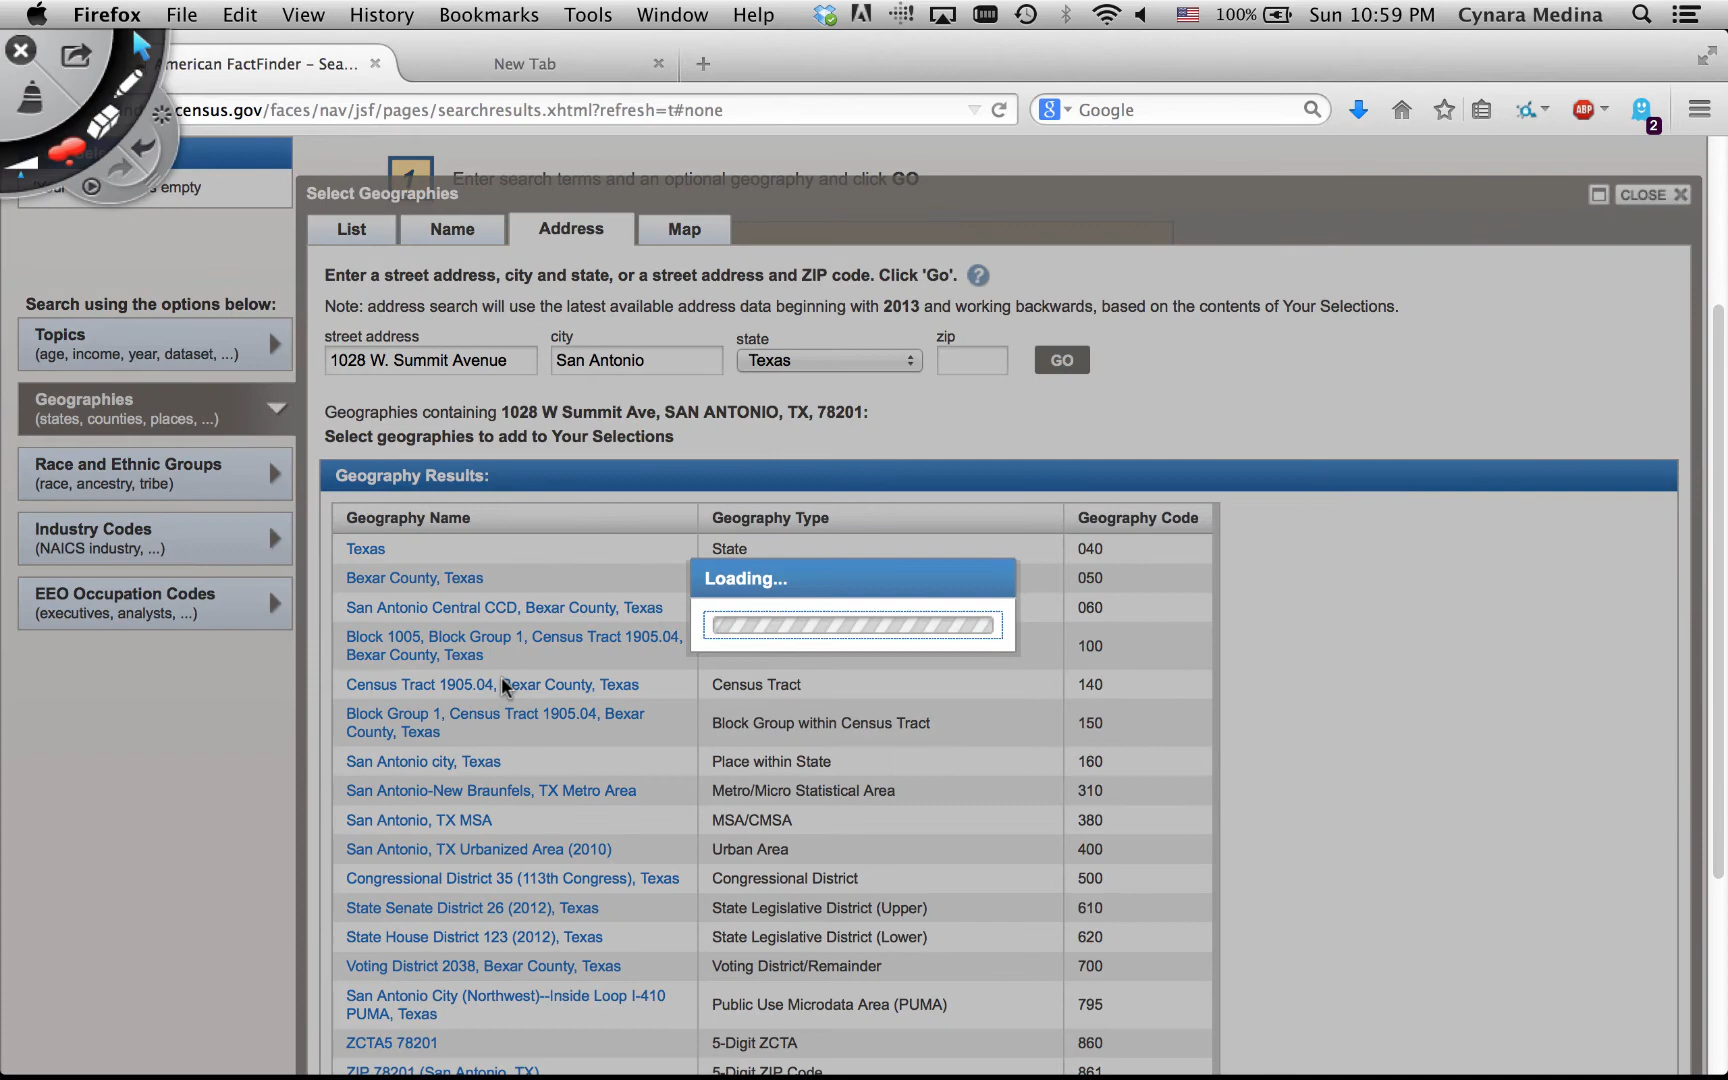 Firefox File Edit View History Bookmarks Tools Window Help 100% Sun 10:59 PM Cynara Medina
merican FactFinder – Sea... New Tab
census.gov/faces/nav/jsf/pages/searchresults.xhtml?refresh=t#none Google ABP 2
s empty
1 Enter search terms and an optional geography and click GO
Select Geographies CLOSE
List Name Address Map
Enter a street address, city and state, or a street address and ZIP code. Click 'Go'. ?
Note: address search will use the latest available address data beginning with 2013 and working backwards, based on the contents of Your Selections.
street address city state zip
1028 W. Summit Avenue San Antonio Texas GO
Geographies containing 1028 W Summit Ave, SAN ANTONIO, TX, 78201:
Select geographies to add to Your Selections
Search using the options below:
Topics
(age, income, year, dataset, ...)
Geographies
(states, counties, places, ...)
Race and Ethnic Groups
(race, ancestry, tribe)
Industry Codes
(NAICS industry, ...)
EEO Occupation Codes
(executives, analysts, ...)
Geography Results:
Geography Name Geography Type Geography Code
Texas State 040
Bexar County, Texas 050
San Antonio Central CCD, Bexar County, Texas 060
Loading...
Block 1005, Block Group 1, Census Tract 1905.04,
Bexar County, Texas 100
Census Tract 1905.04, Bexar County, Texas Census Tract 140
Block Group 1, Census Tract 1905.04, Bexar
County, Texas Block Group within Census Tract 150
San Antonio city, Texas Place within State 160
San Antonio-New Braunfels, TX Metro Area Metro/Micro Statistical Area 310
San Antonio, TX MSA MSA/CMSA 380
San Antonio, TX Urbanized Area (2010) Urban Area 400
Congressional District 35 (113th Congress), Texas Congressional District 500
State Senate District 26 (2012), Texas State Legislative District (Upper) 610
State House District 123 (2012), Texas State Legislative District (Lower) 620
Voting District 2038, Bexar County, Texas Voting District/Remainder 700
San Antonio City (Northwest)--Inside Loop I-410
PUMA, Texas Public Use Microdata Area (PUMA) 795
ZCTA5 78201 5-Digit ZCTA 860
ZIP 78201 (San Antonio, TX) 5-Digit ZIP Code 861